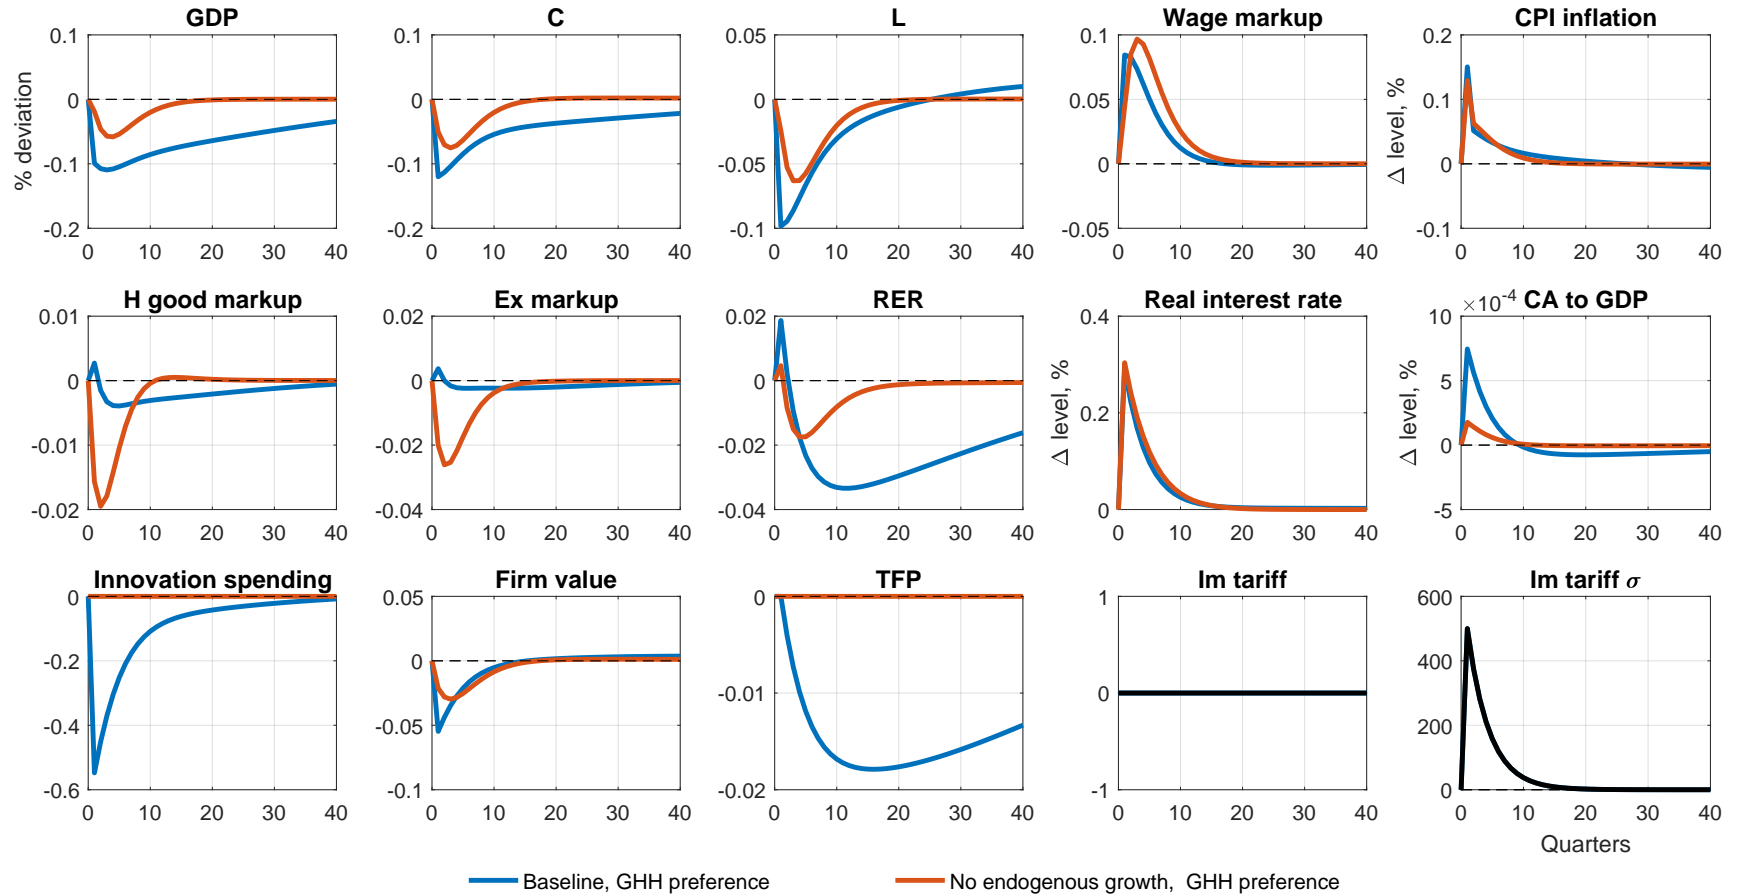 GDP
C
L
Wage markup
CPI inflation
0.1
0
-0.1
-0.2
% deviation
0 10 20 30 40
0.1
0
-0.1
-0.2
0 10 20 30 40
0.05
0
-0.05
-0.1
0 10 20 30 40
0.1
0.05
0
-0.05
0 10 20 30 40
0.2
0.1
0
-0.1
Δ level, %
0 10 20 30 40
H good markup
Ex markup
RER
Real interest rate
×10-4 CA to GDP
0.01
0
-0.01
-0.02
0 10 20 30 40
0.02
0
-0.02
-0.04
0 10 20 30 40
0.02
0
-0.02
-0.04
0 10 20 30 40
0.4
0.2
0
Δ level, %
0 10 20 30 40
10
5
0
-5
Δ level, %
0 10 20 30 40
Innovation spending
Firm value
TFP
Im tariff
Im tariff σ
0
-0.2
-0.4
-0.6
0 10 20 30 40
0.05
0
-0.05
-0.1
0 10 20 30 40
0
-0.01
-0.02
0 10 20 30 40
1
0
-1
0 10 20 30 40
600
400
200
0
0 10 20 30 40
Quarters
Baseline, GHH preference
No endogenous growth, GHH preference